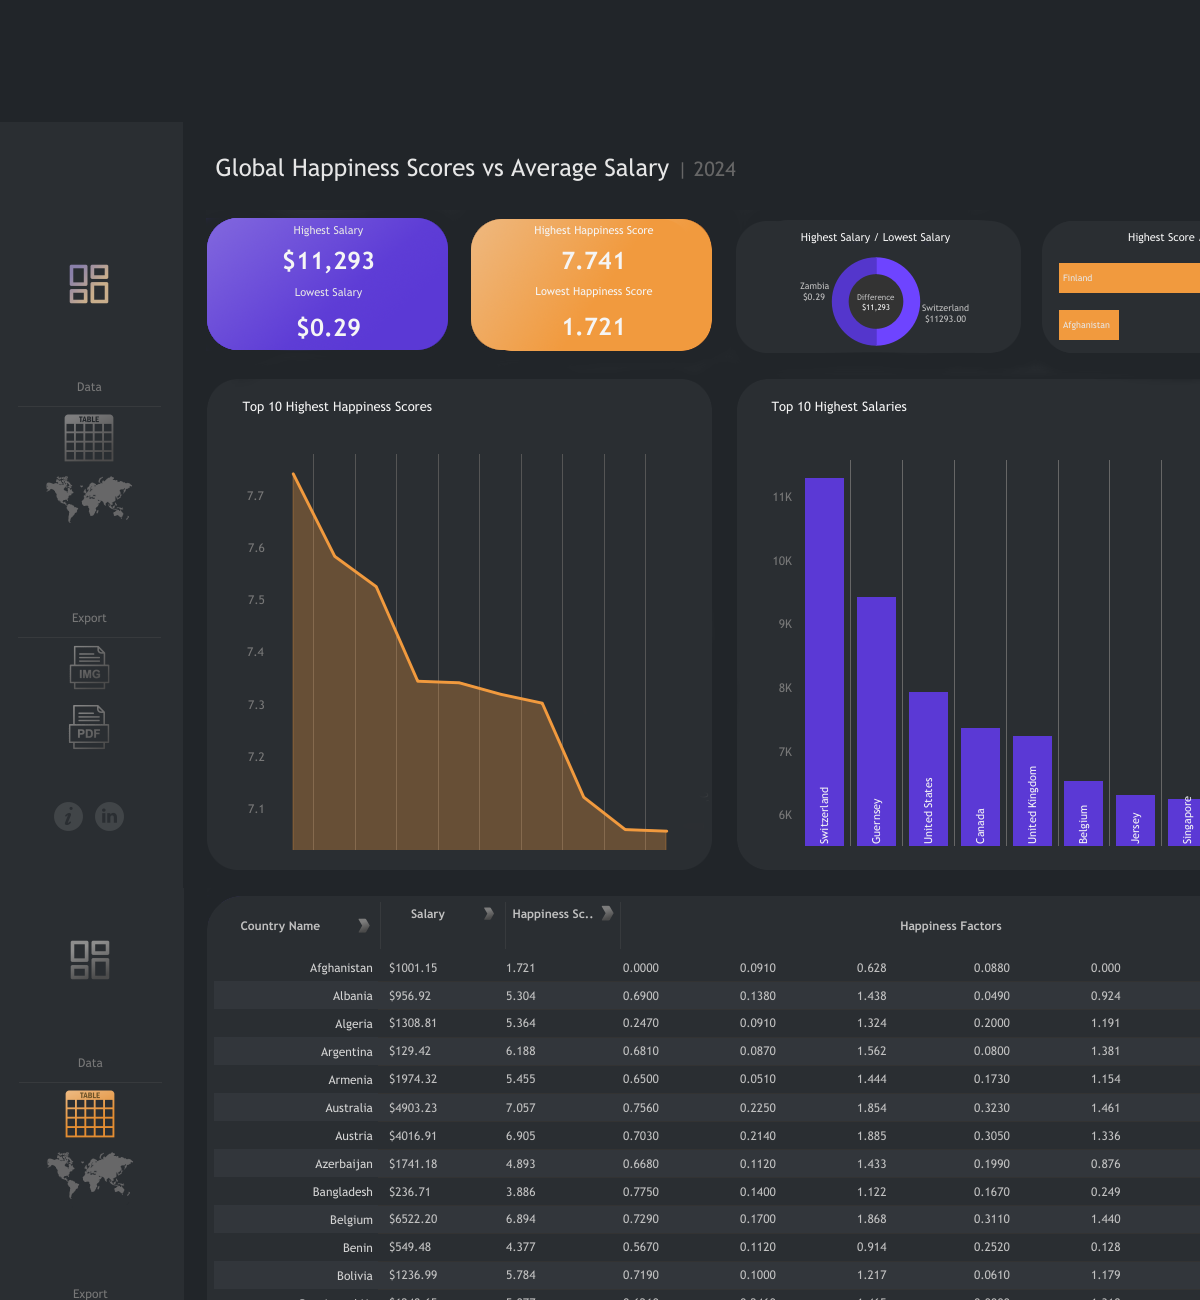 Global Happiness Scores vs Average Salary | 2024
Highest Salary
$11,293
Lowest Salary
$0.29
Highest Happiness Score
7.741
Lowest Happiness Score
1.721
Highest Salary / Lowest Salary
Zambia
$0.29
Difference
$11,293
Switzerland
$11293.00
Highest Score
Finland
Afghanistan
Data
TABLE
Export
IMG
PDF
i in
Top 10 Highest Happiness Scores
7.7
7.6
7.5
7.4
7.3
7.2
7.1
Top 10 Highest Salaries
11K
10K
9K
8K
7K
6K
Switzerland
Guernsey
United States
Canada
United Kingdom
Belgium
Jersey
Singapore
Data
TABLE
Export
Country Name Salary Happiness Sc.. Happiness Factors
Afghanistan $1001.15 1.721 0.0000 0.0910 0.628 0.0880 0.000
Albania $956.92 5.304 0.6900 0.1380 1.438 0.0490 0.924
Algeria $1308.81 5.364 0.2470 0.0910 1.324 0.2000 1.191
Argentina $129.42 6.188 0.6810 0.0870 1.562 0.0800 1.381
Armenia $1974.32 5.455 0.6500 0.0510 1.444 0.1730 1.154
Australia $4903.23 7.057 0.7560 0.2250 1.854 0.3230 1.461
Austria $4016.91 6.905 0.7030 0.2140 1.885 0.3050 1.336
Azerbaijan $1741.18 4.893 0.6680 0.1120 1.433 0.1990 0.876
Bangladesh $236.71 3.886 0.7750 0.1400 1.122 0.1670 0.249
Belgium $6522.20 6.894 0.7290 0.1700 1.868 0.3110 1.440
Benin $549.48 4.377 0.5670 0.1120 0.914 0.2520 0.128
Bolivia $1236.99 5.784 0.7190 0.1000 1.217 0.0610 1.179